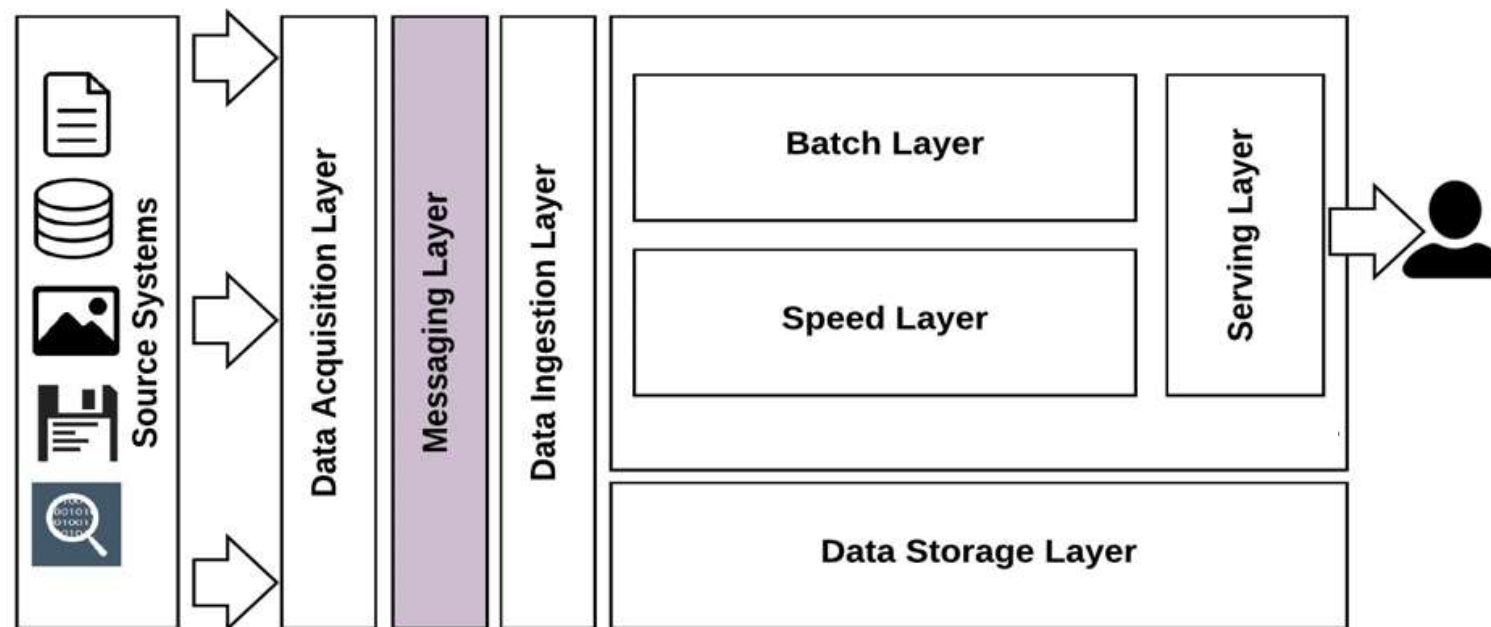 Source Systems
Data Acquisition Layer
Messaging Layer
Data Ingestion Layer
Batch Layer
Speed Layer
Serving Layer
Data Storage Layer